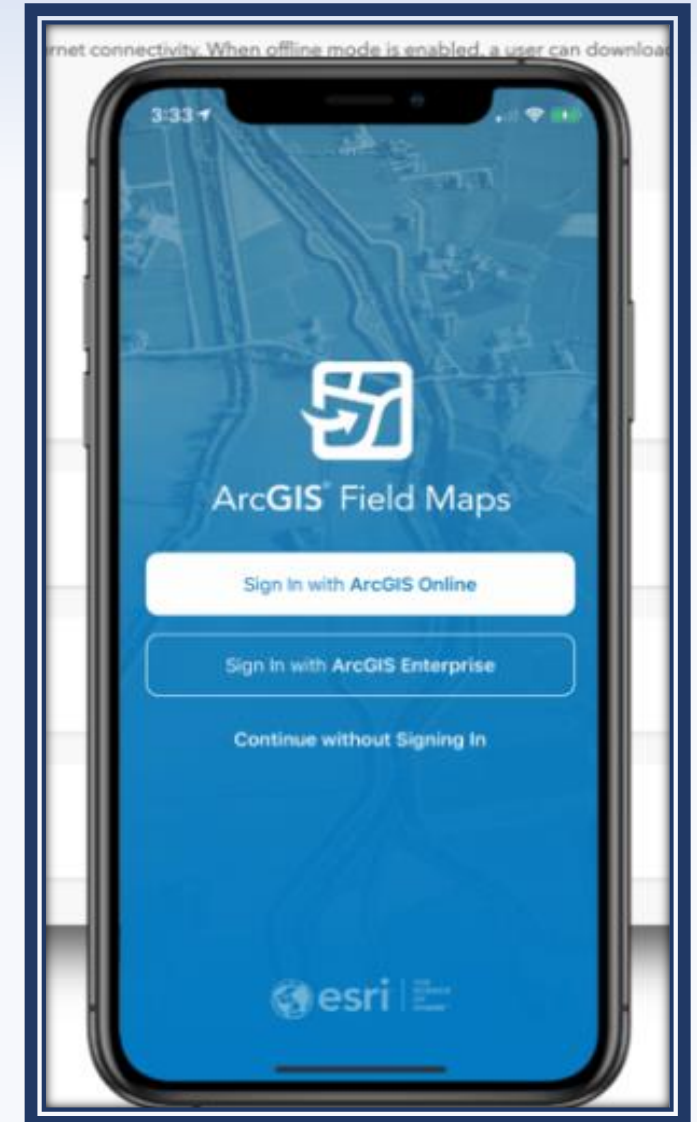 rnet connectivity. When offline mode is enabled, a user can download
3:33
ArcGIS® Field Maps
Sign In with ArcGIS Online
Sign In with ArcGIS Enterprise
Continue without Signing In
esri